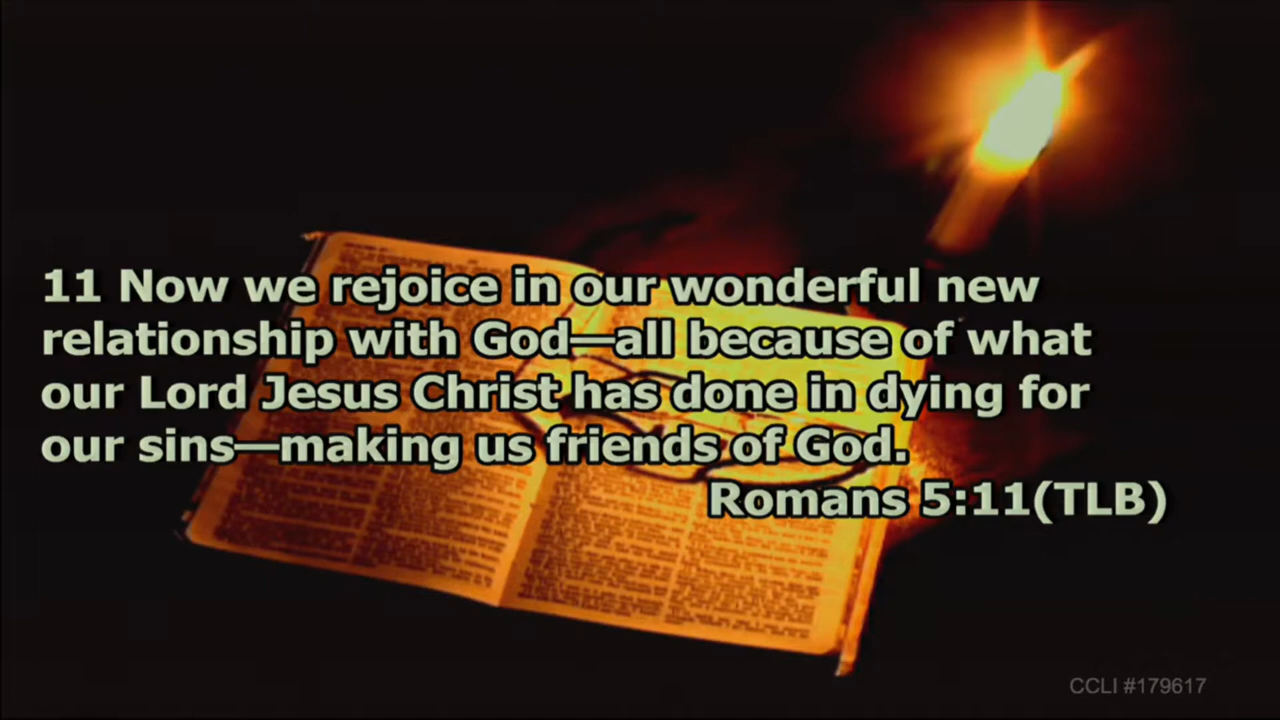 11 Now we rejoice in our wonderful new
relationship with God—all because of what
our Lord Jesus Christ has done in dying for
our sins—making us friends of God.
Romans 5:11(TLB)
CCLI #179617